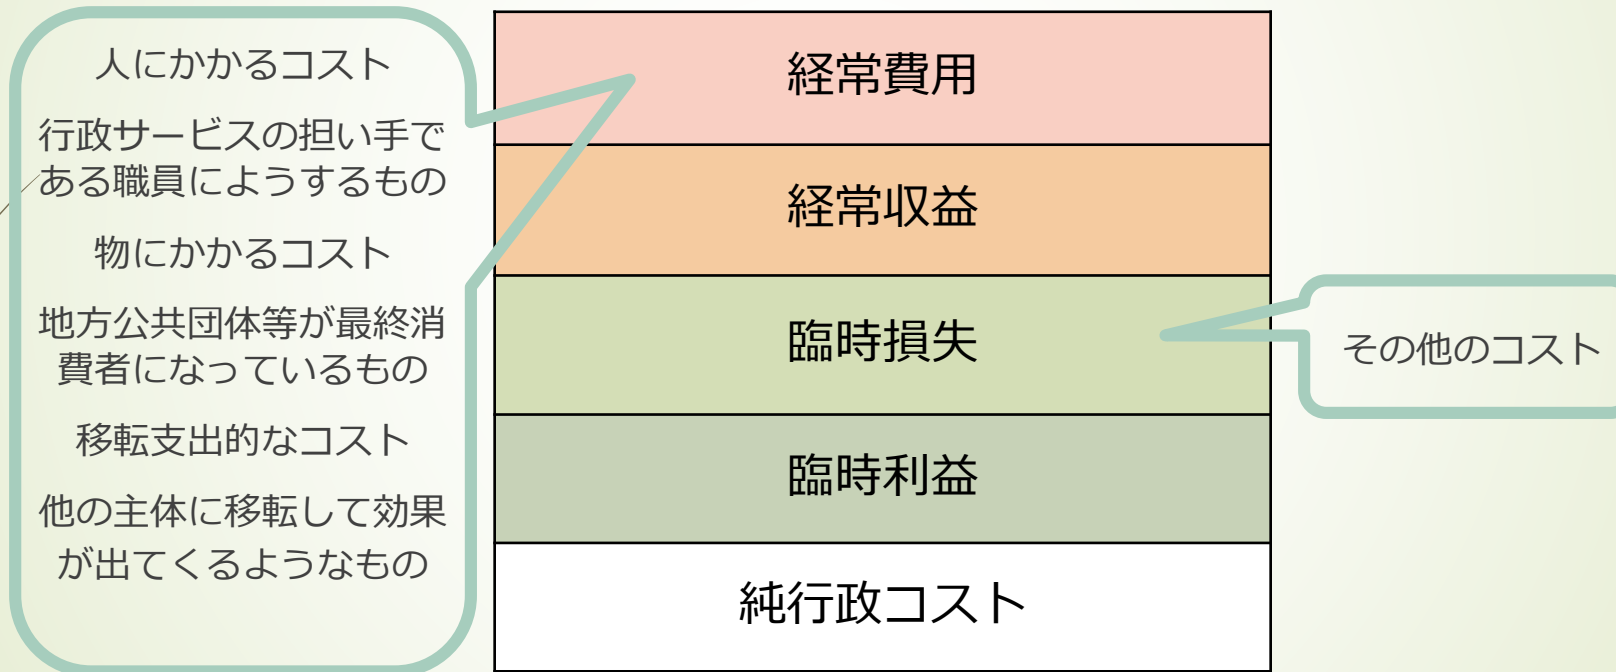 人にかかるコスト
行政サービスの担い手で
ある職員にようするもの
物にかかるコスト
地方公共団体等が最終消
費者になっているもの
移転支出的なコスト
他の主体に移転して効果
が出てくるようなもの
経常費用
経常収益
臨時損失
臨時利益
純行政コスト
その他のコスト